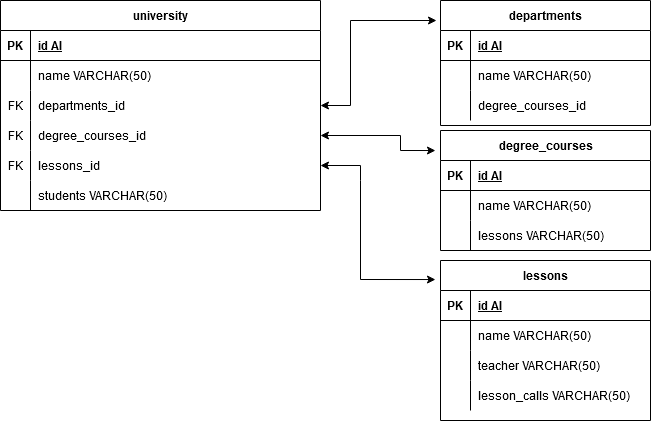 university
PK id AI
name VARCHAR(50)
FK departments_id
FK degree_courses_id
FK lessons_id
students VARCHAR(50)
departments
PK id AI
name VARCHAR(50)
degree_courses_id
degree_courses
PK id AI
name VARCHAR(50)
lessons VARCHAR(50)
lessons
PK id AI
name VARCHAR(50)
teacher VARCHAR(50)
lesson_calls VARCHAR(50)